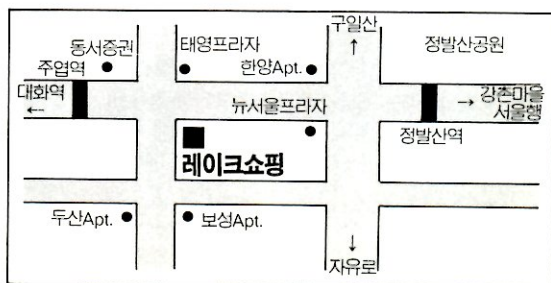 구일산
↑
동서증권
태영프라자
정발산공원
주엽역
한양Apt.
대화역
←
→ 강촌마을
서울행
뉴서울프라자
정발산역
레이크쇼핑
두산Apt.
보성Apt.
↓
자유로